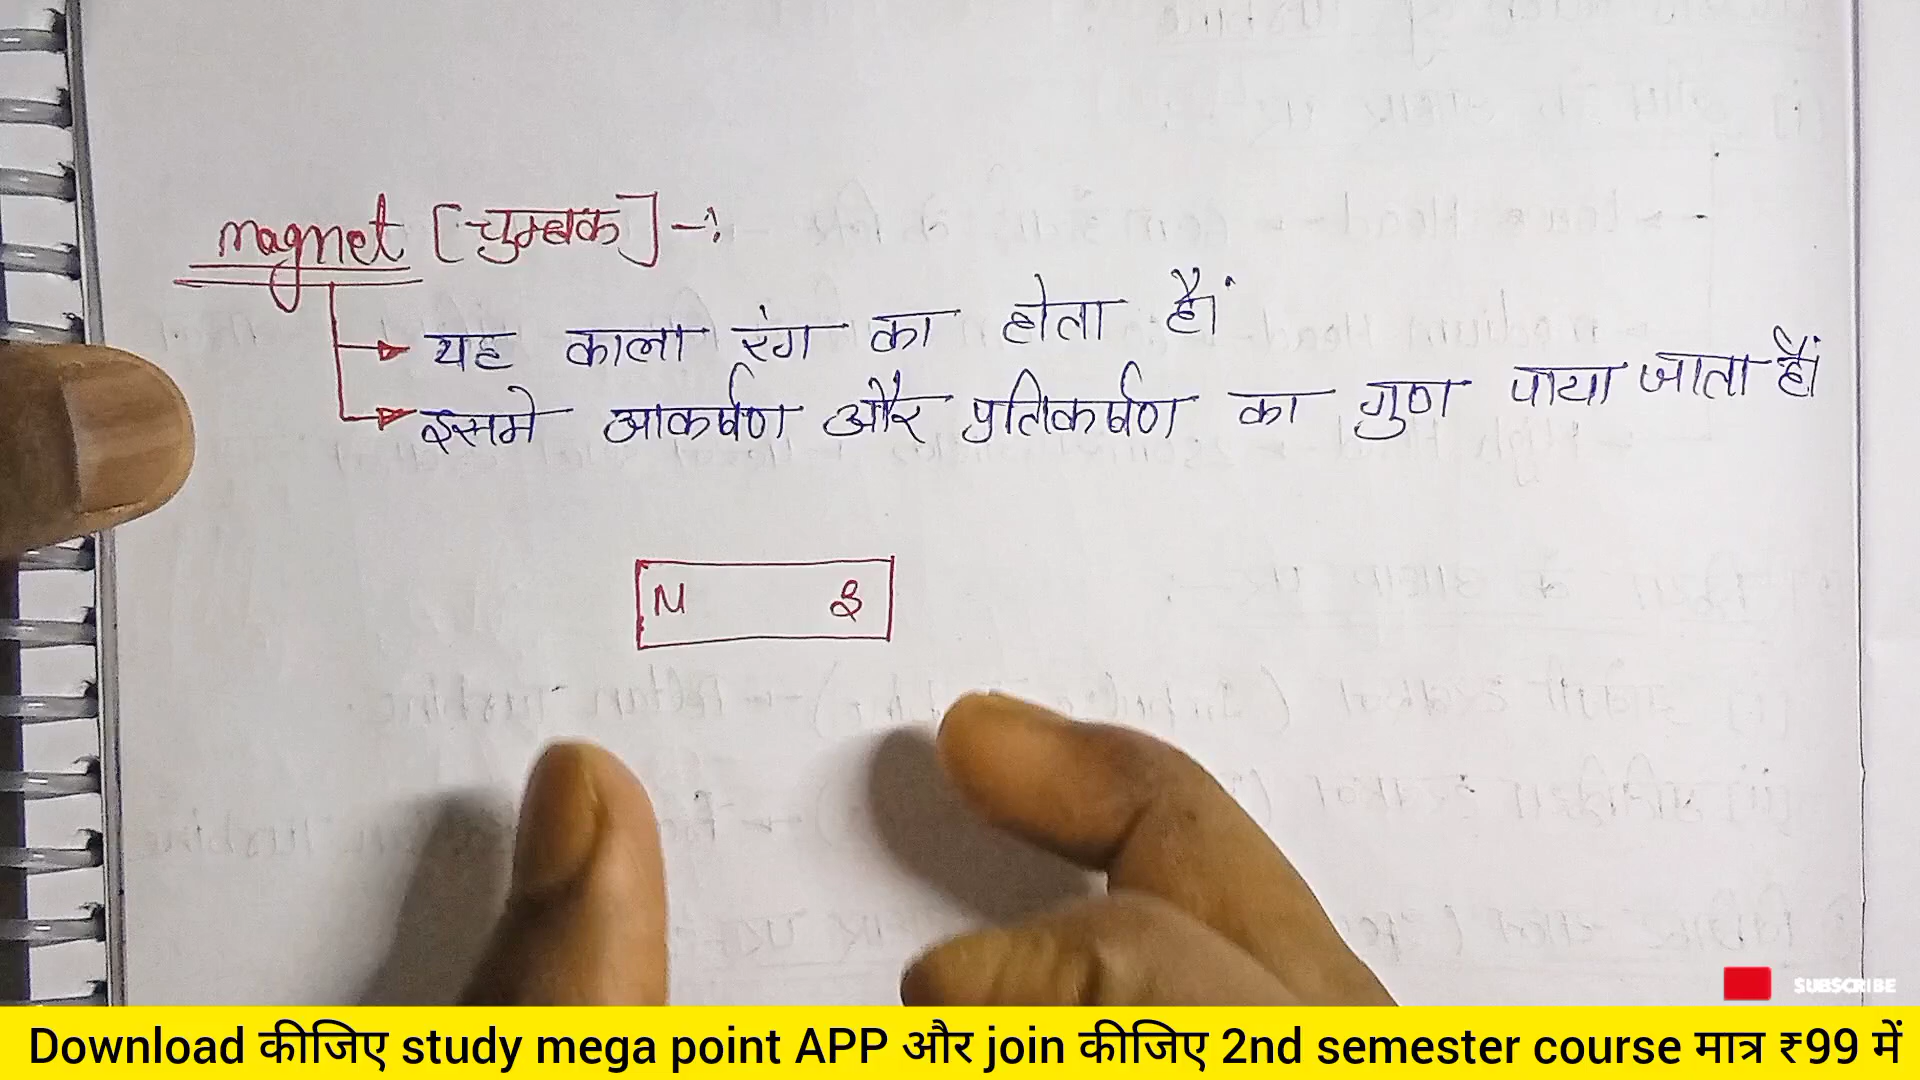 magnet [चुम्बक] -:
यह काला रंग का होता है।
इसमे आकर्षण और प्रतिकर्षण का गुण पाया जाता हैं।
N S
SUBSCRIBE
Download कीजिए study mega point APP और join कीजिए 2nd semester course मात्र ₹99 में